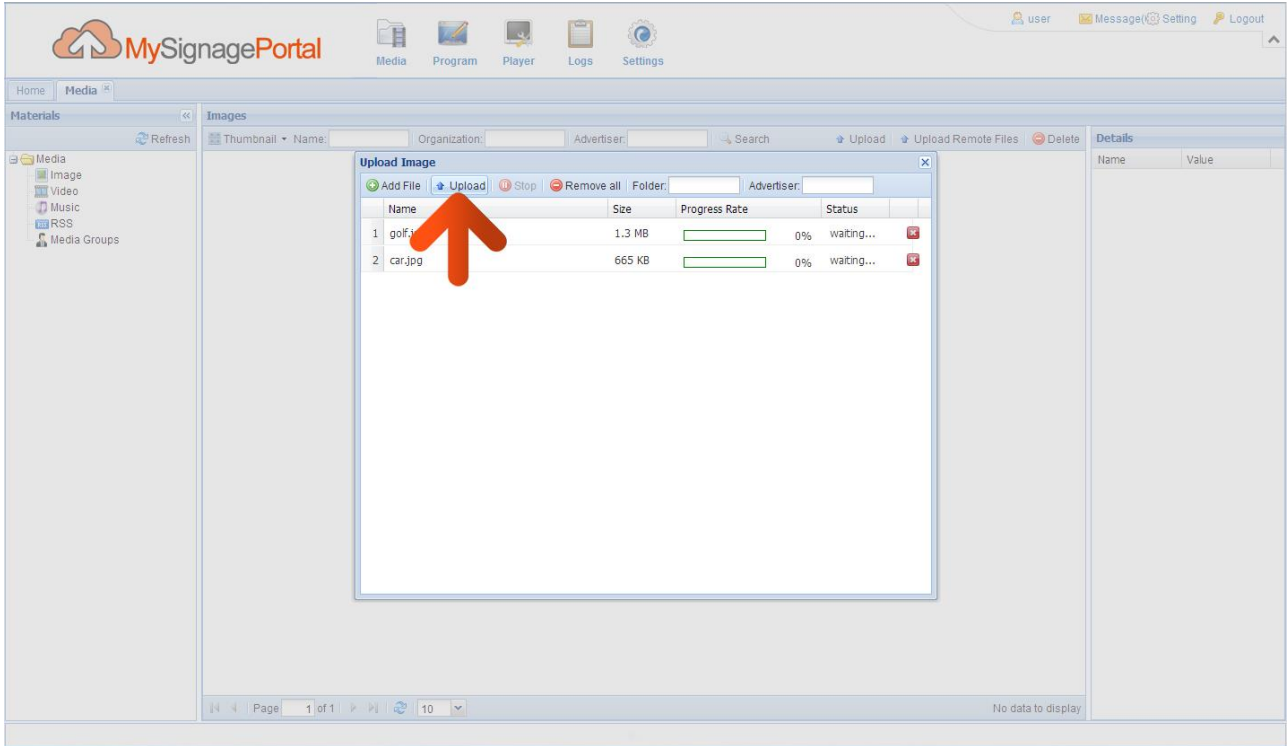 user Message( Setting Logout
MySignagePortal
Media Program Player Logs Settings
Home Media
Materials
Refresh
Media
Image
Video
Music
RSS
Media Groups
Images
Thumbnail Name: Organization: Advertiser: Search Upload Upload Remote Files Delete
Details
Name Value
Upload Image
Add File Upload Stop Remove all Folder: Advertiser:
Name Size Progress Rate Status
1 1.3 MB 0% waiting...
2 car.jpg 665 KB 0% waiting...
Page 1 of 1 10 No data to display